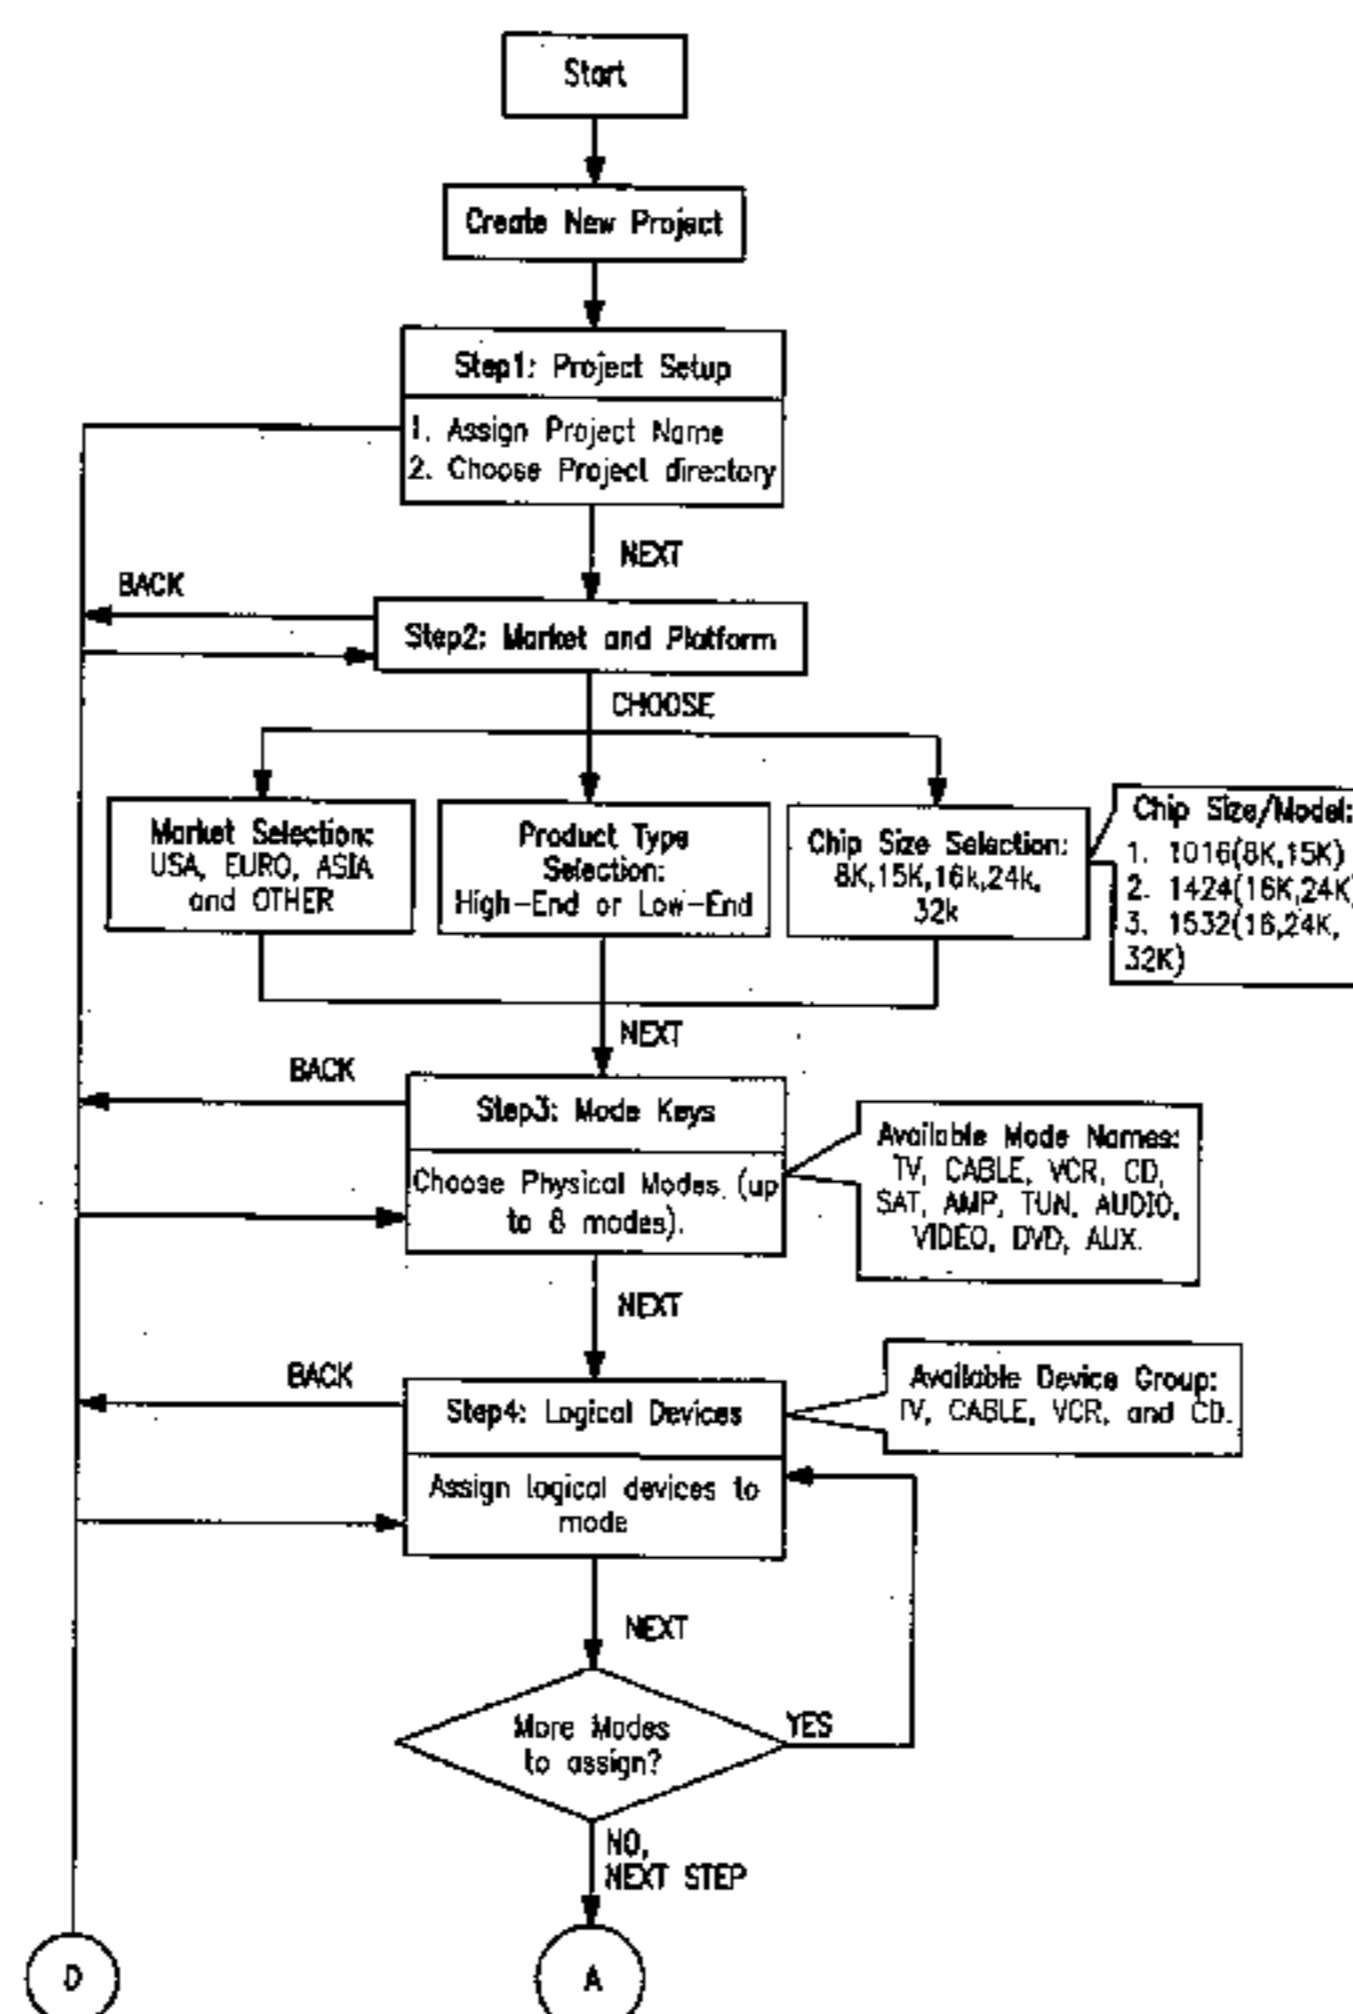 Start
Create New Project
Step1: Project Setup
1. Assign Project Name
2. Choose Project directory
NEXT
BACK
Step2: Market and Platform
CHOOSE
Market Selection:
USA, EURO, ASIA
and OTHER
Product Type
Selection:
High-End or Low-End
Chip Size Selection:
8K,15K,16k,24k,
32k
Chip Size/Model:
1. 1016(8K,15K)
2. 1424(16K,24K)
3. 1532(16,24K,
32K)
NEXT
BACK
Step3: Mode Keys
Choose Physical Modes (up
to 8 modes).
Available Mode Names:
TV, CABLE, VCR, CD,
SAT, AMP, TUN, AUDIO,
VIDEO, DVD, AUX.
NEXT
BACK
Step4: Logical Devices
Assign logical devices to
mode
Available Device Group:
TV, CABLE, VCR, and CD.
NEXT
More Modes
to assign?
YES
NO,
NEXT STEP
D
A